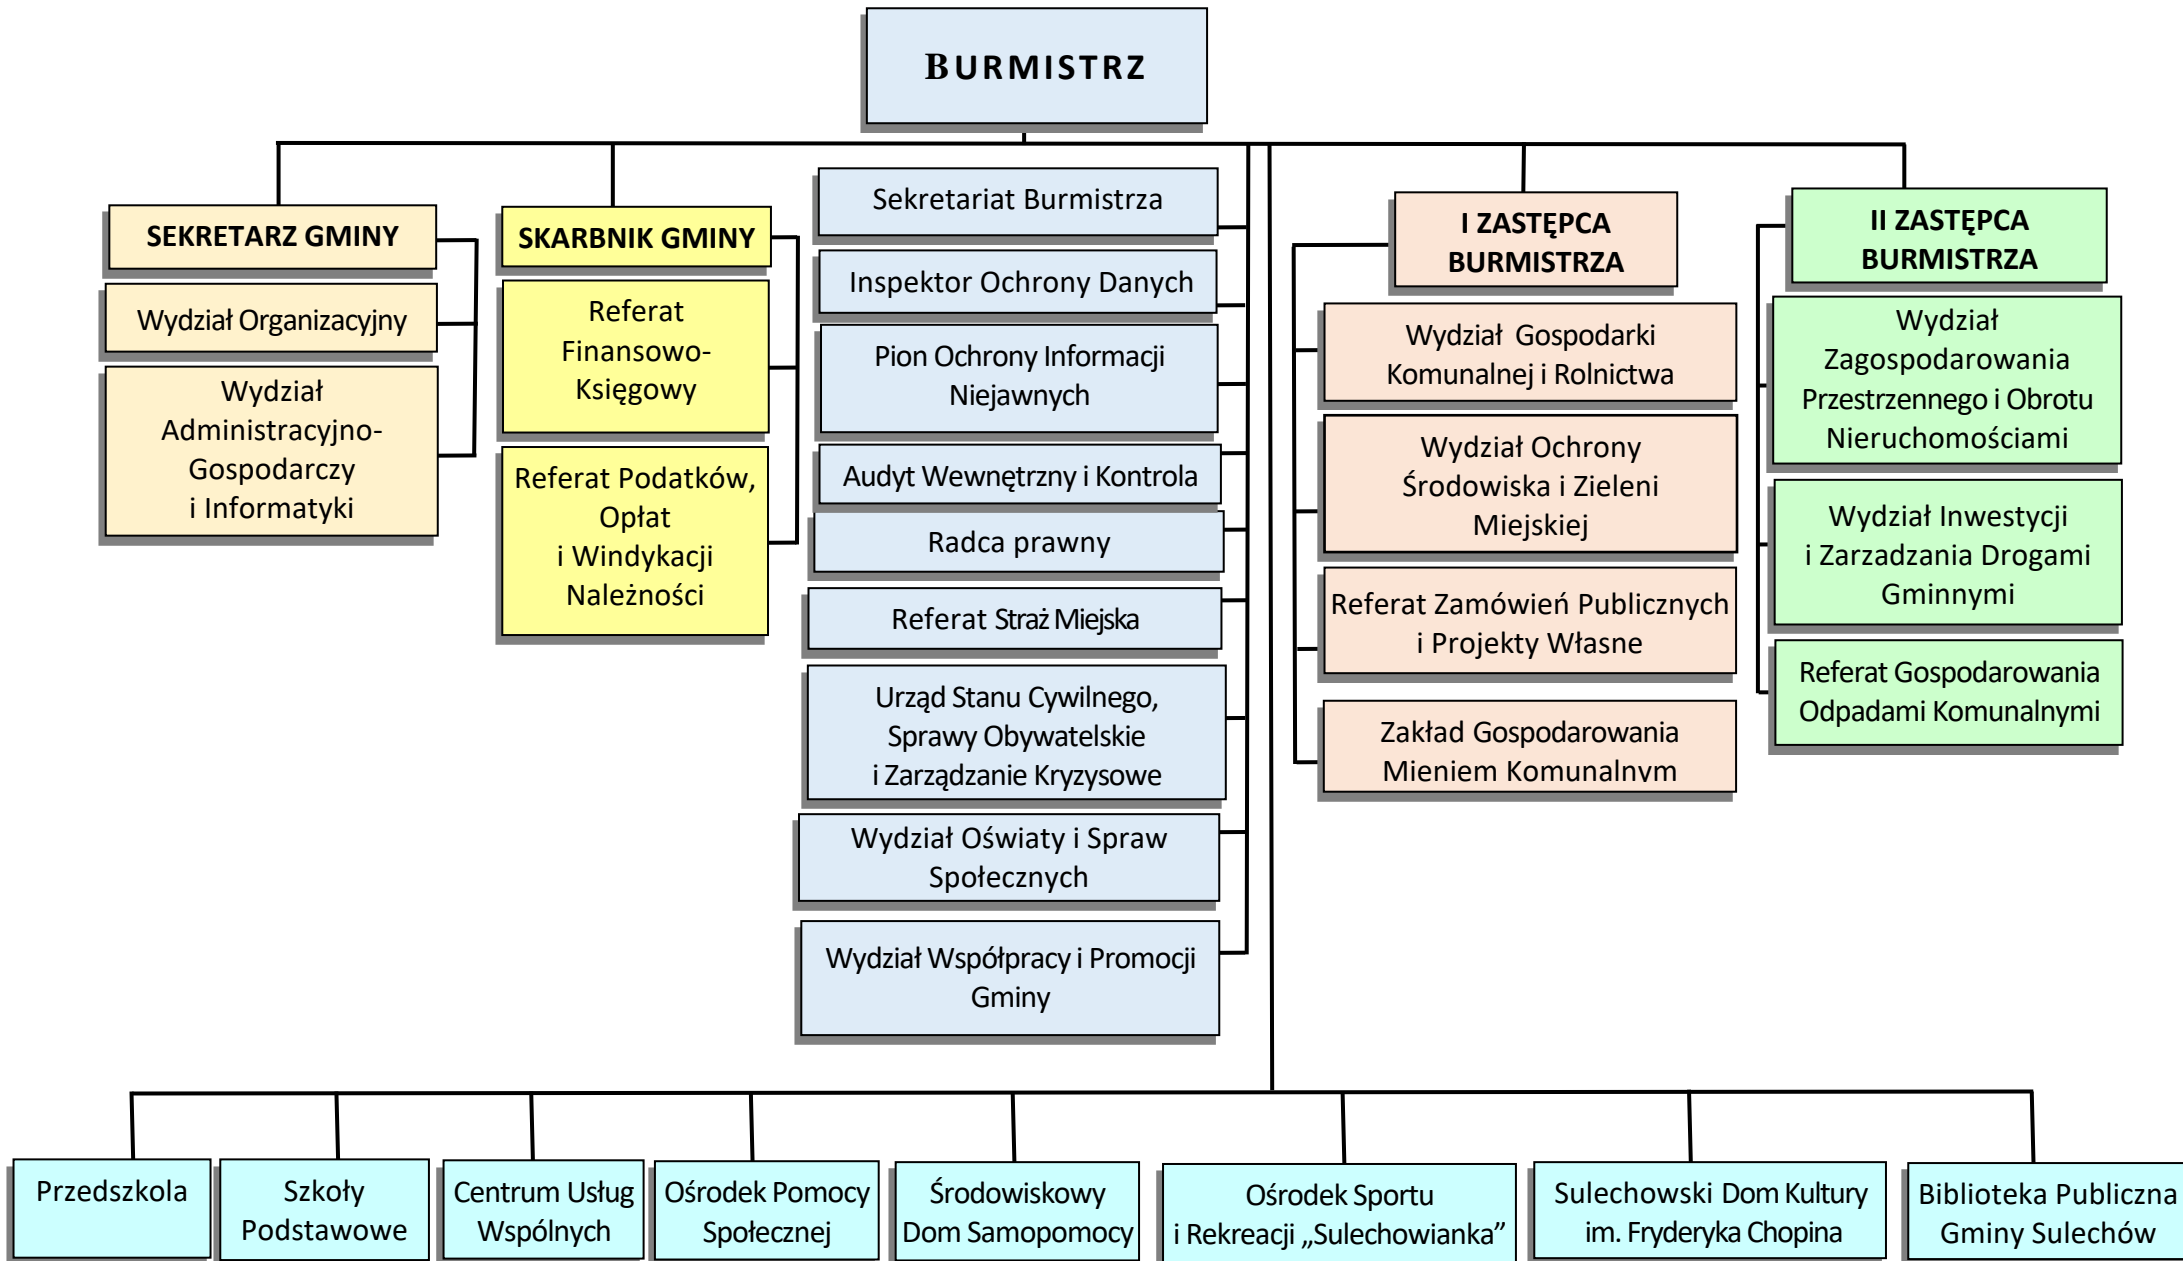 BURMISTRZ
SEKRETARZ GMINY
Wydział Organizacyjny
Wydział
Administracyjno-
Gospodarczy
i Informatyki
SKARBNIK GMINY
Referat
Finansowo-
Księgowy
Referat Podatków,
Opłat
i Windykacji
Należności
Sekretariat Burmistrza
Inspektor Ochrony Danych
Pion Ochrony Informacji
Niejawnych
Audyt Wewnętrzny i Kontrola
Radca prawny
Referat Straż Miejska
Urząd Stanu Cywilnego,
Sprawy Obywatelskie
i Zarządzanie Kryzysowe
Wydział Oświaty i Spraw
Społecznych
Wydział Współpracy i Promocji
Gminy
I ZASTĘPCA
BURMISTRZA
Wydział Gospodarki
Komunalnej i Rolnictwa
Wydział Ochrony
Środowiska i Zieleni
Miejskiej
Referat Zamówień Publicznych
i Projekty Własne
Zakład Gospodarowania
Mieniem Komunalnym
II ZASTĘPCA
BURMISTRZA
Wydział
Zagospodarowania
Przestrzennego i Obrotu
Nieruchomościami
Wydział Inwestycji
i Zarzadzania Drogami
Gminnymi
Referat Gospodarowania
Odpadami Komunalnymi
Przedszkola
Szkoły
Podstawowe
Centrum Usług
Wspólnych
Ośrodek Pomocy
Społecznej
Środowiskowy
Dom Samopomocy
Ośrodek Sportu
i Rekreacji „Sulechowianka”
Sulechowski Dom Kultury
im. Fryderyka Chopina
Biblioteka Publiczna
Gminy Sulechów